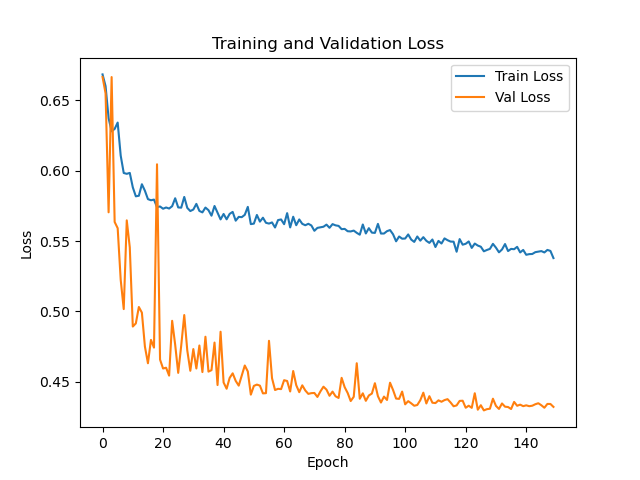 Training and Validation Loss
Train Loss
Val Loss
0.65
0.60
0.55
0.50
0.45
Loss
0 20 40 60 80 100 120 140
Epoch